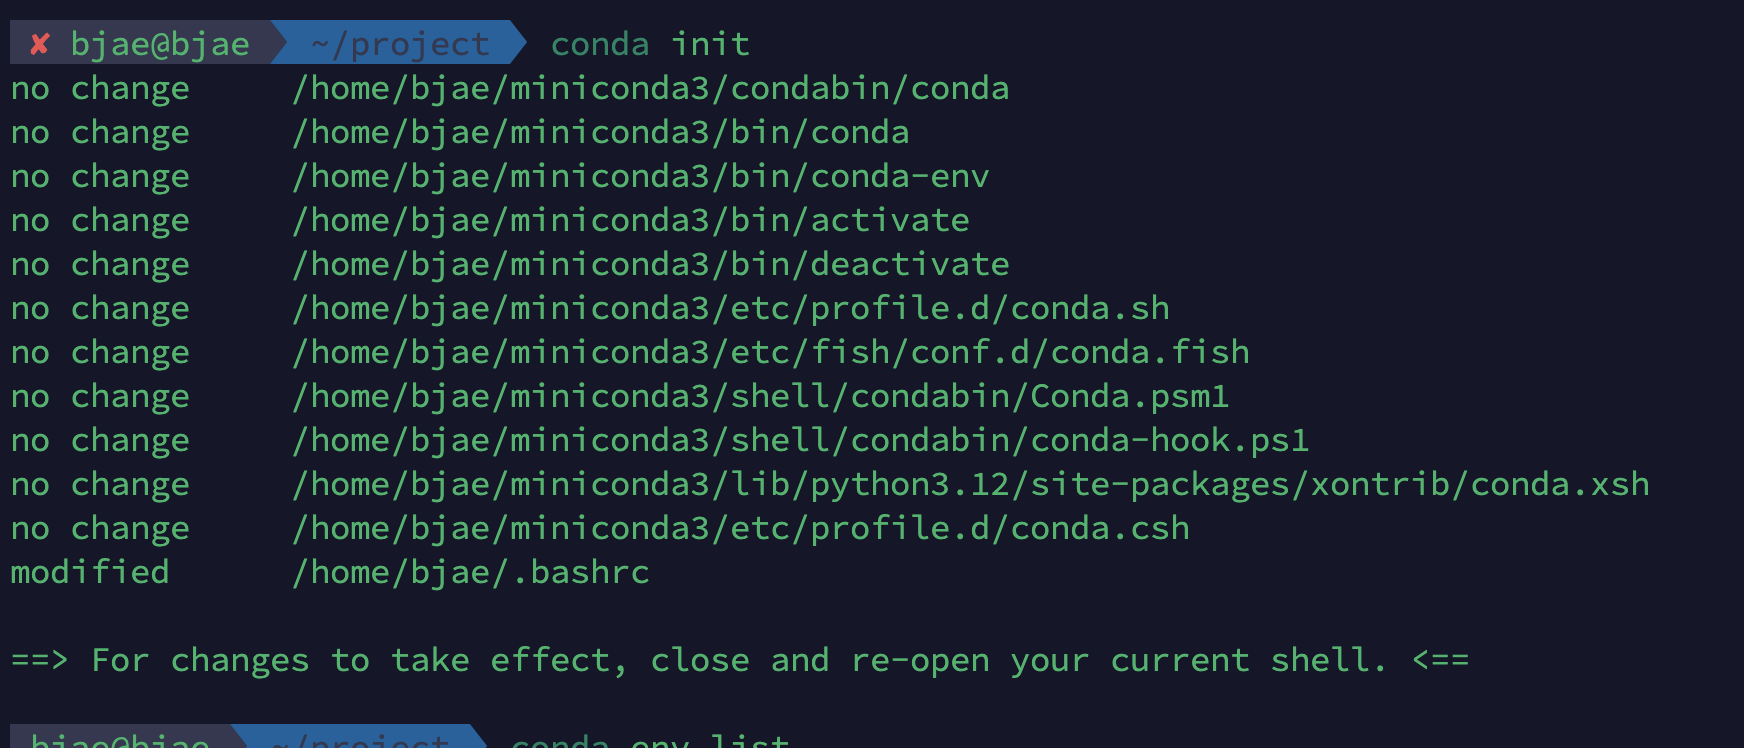 ✘ bjae@bjae ~/project conda init
no change /home/bjae/miniconda3/condabin/conda
no change /home/bjae/miniconda3/bin/conda
no change /home/bjae/miniconda3/bin/conda-env
no change /home/bjae/miniconda3/bin/activate
no change /home/bjae/miniconda3/bin/deactivate
no change /home/bjae/miniconda3/etc/profile.d/conda.sh
no change /home/bjae/miniconda3/etc/fish/conf.d/conda.fish
no change /home/bjae/miniconda3/shell/condabin/Conda.psm1
no change /home/bjae/miniconda3/shell/condabin/conda-hook.ps1
no change /home/bjae/miniconda3/lib/python3.12/site-packages/xontrib/conda.xsh
no change /home/bjae/miniconda3/etc/profile.d/conda.csh
modified /home/bjae/.bashrc
==> For changes to take effect, close and re-open your current shell. <==
bjae@bjae ~/project conda env list